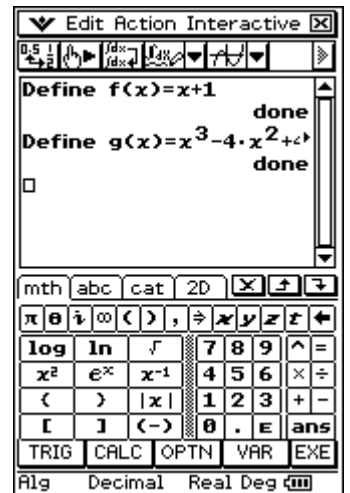 Edit Action Interactive
Define f(x)=x+1
done
Define g(x)=x³-4·x²+
done
mth abc cat 2D
π θ i ∞ ( ) , ⇒ x y z t ←
log ln √ 7 8 9 ^ =
x² eˣ x⁻¹ 4 5 6 × ÷
( ) |x| 1 2 3 + −
[ ] (-) 0 . E ans
TRIG CALC OPTN VAR EXE
Alg Decimal Real Deg